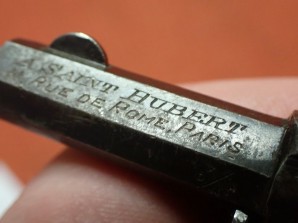 A SAINT HUBERT
RUE DE ROME, PARIS